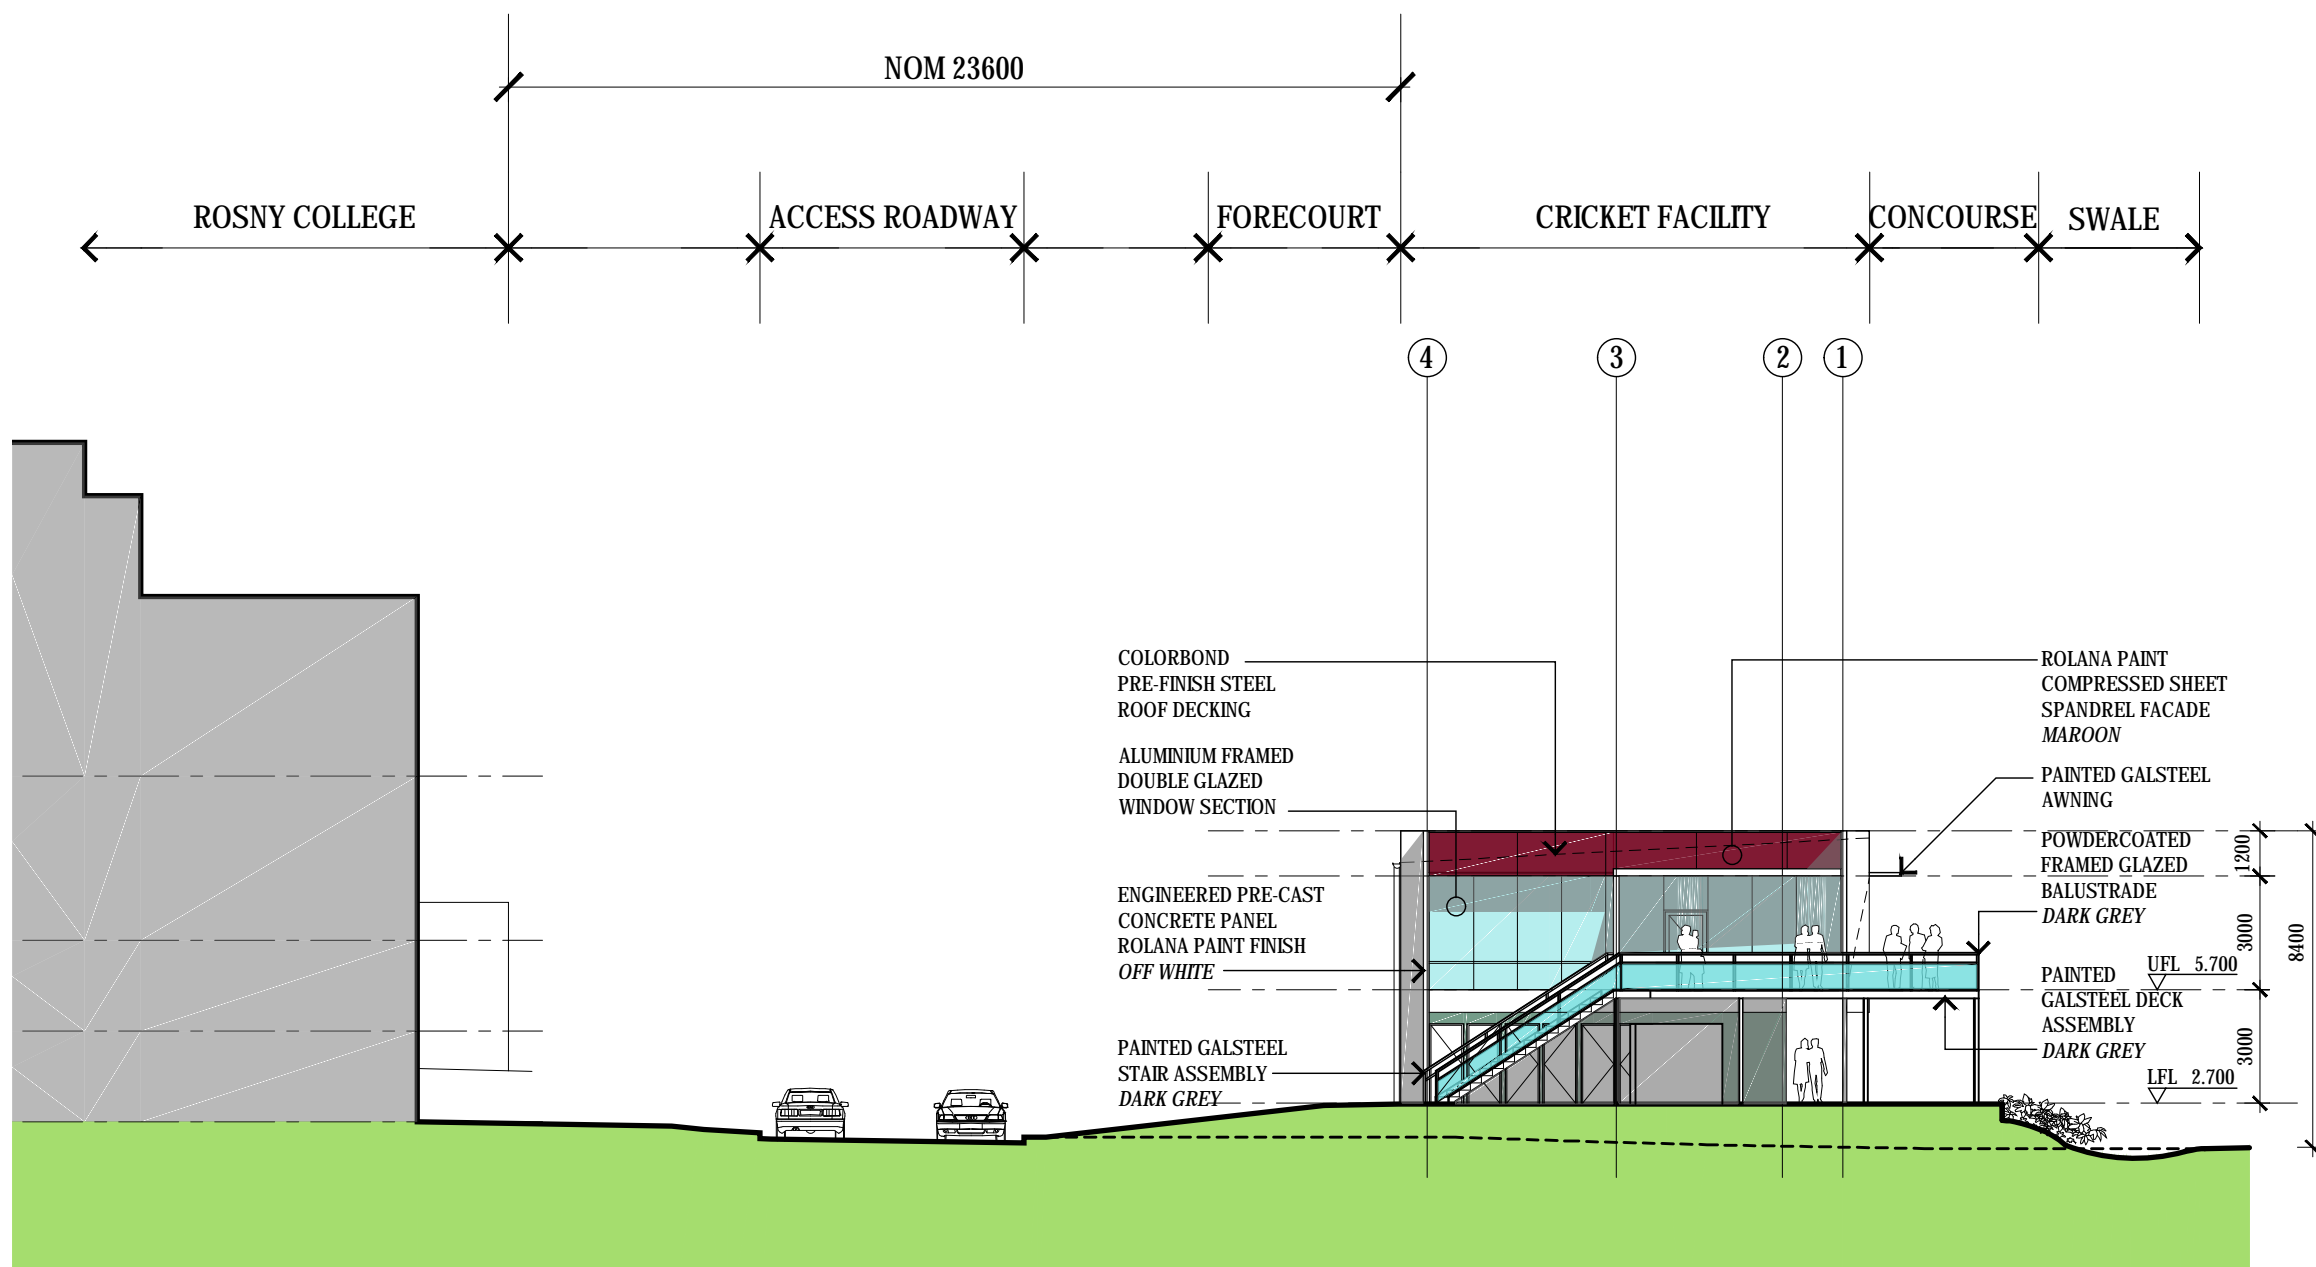 NOM 23600
ROSNY COLLEGE
ACCESS ROADWAY
FORECOURT
CRICKET FACILITY
CONCOURSE
SWALE
4
3
2
1
COLORBOND
PRE-FINISH STEEL
ROOF DECKING
ALUMINIUM FRAMED
DOUBLE GLAZED
WINDOW SECTION
ENGINEERED PRE-CAST
CONCRETE PANEL
ROLANA PAINT FINISH
OFF WHITE
PAINTED GALSTEEL
STAIR ASSEMBLY
DARK GREY
ROLANA PAINT
COMPRESSED SHEET
SPANDREL FACADE
MAROON
PAINTED GALSTEEL
AWNING
POWDERCOATED
FRAMED GLAZED
BALUSTRADE
DARK GREY
PAINTED
GALSTEEL DECK
ASSEMBLY
DARK GREY
UFL 5.700
LFL 2.700
1200
3000
3000
8400